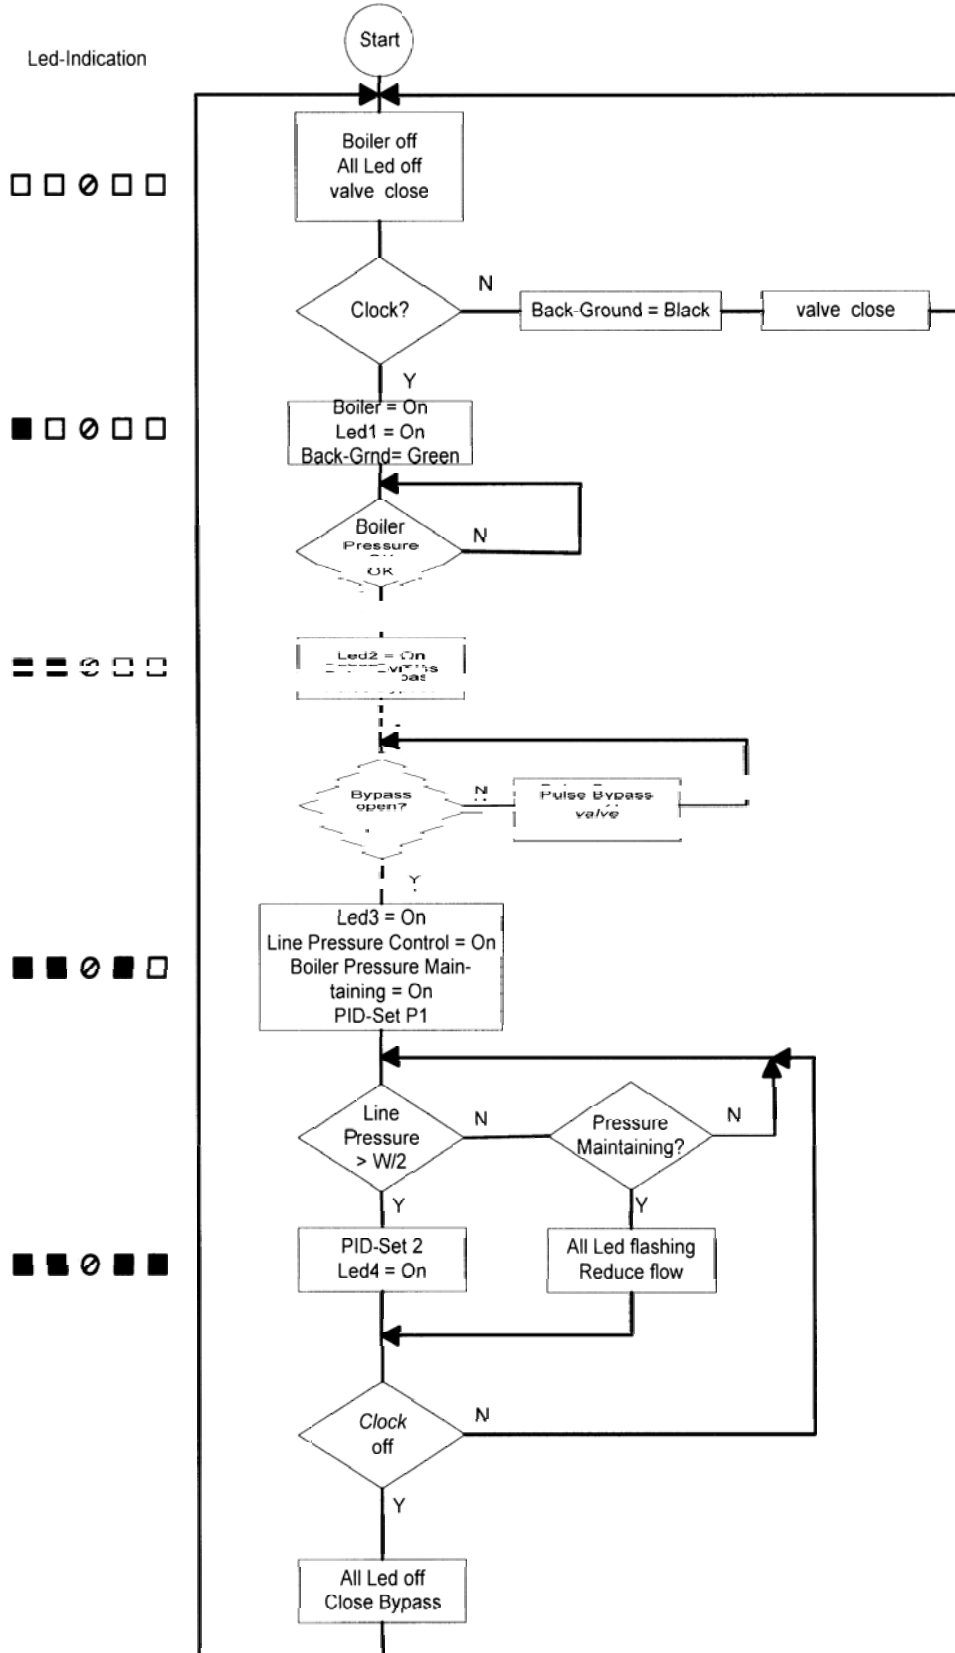 Start
Led-Indication
Boiler off
All Led off
valve close
Clock?
N
Back-Ground = Black
valve close
Y
Boiler = On
Led1 = On
Back-Grnd= Green
Boiler
Pressure
OK
N
Led2 = On
Bypass
open?
N
Pulse Bypass
valve
Y
Led3 = On
Line Pressure Control = On
Boiler Pressure Main-
taining = On
PID-Set P1
Line
Pressure
> W/2
N
Pressure
Maintaining?
N
Y
Y
PID-Set 2
Led4 = On
All Led flashing
Reduce flow
Clock
off
N
Y
All Led off
Close Bypass